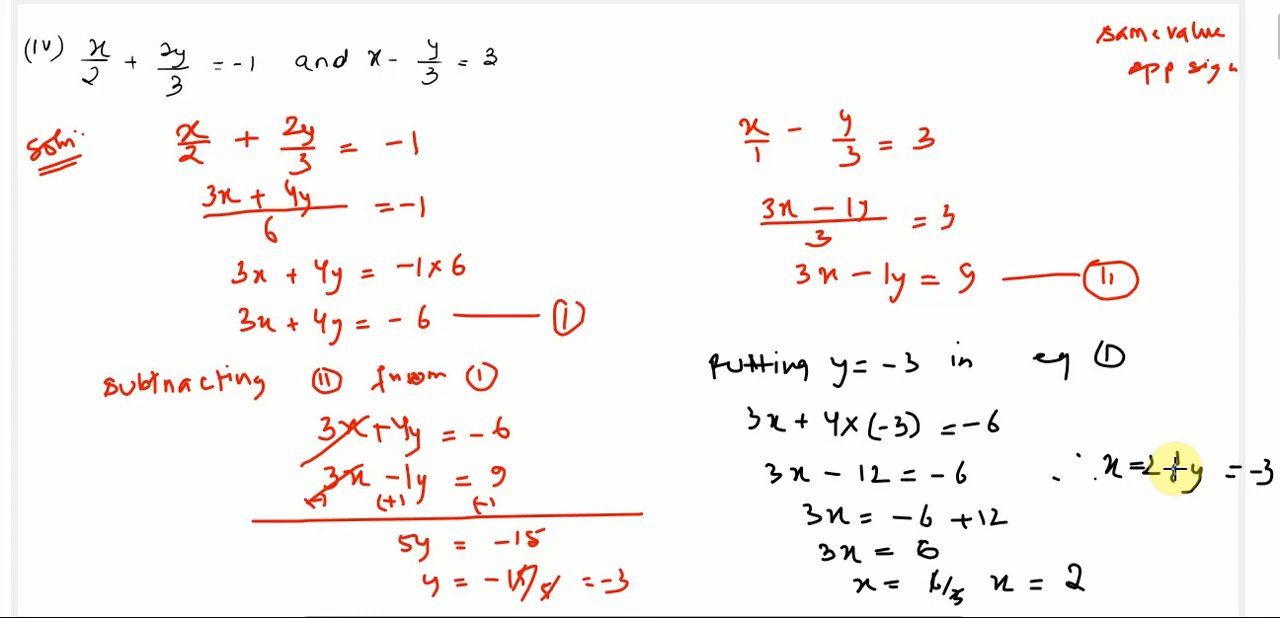 (iv) x/2 + 2y/3 = -1 and x - y/3 = 3
same value
opp sign
Soln:
x/2 + 2y/3 = -1
(3x + 4y)/6 = -1
3x + 4y = -1 × 6
3x + 4y = -6 —— (i)
x/1 - y/3 = 3
(3x - 1y)/3 = 3
3x - 1y = 9 —— (ii)
subtracting (ii) from (i)
3x + 4y = -6
3x - 1y = 9
(-) (+) (-)
5y = -15
y = -15/5 = -3
Putting y = -3 in eq (i)
3x + 4 × (-3) = -6
3x - 12 = -6
3x = -6 + 12
3x = 6
x = 6/3 x = 2
∴ x = 2 & y = -3